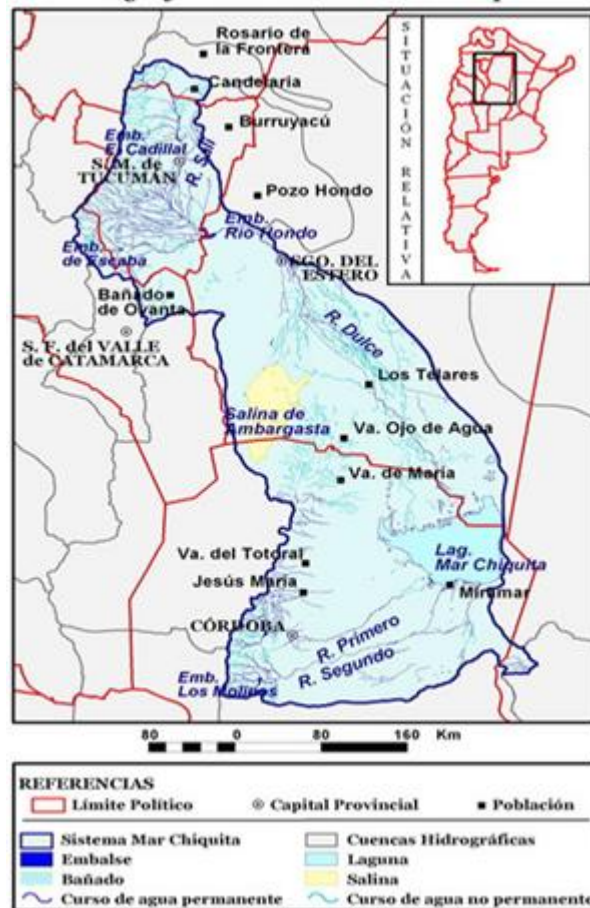 Rosario de
la Frontera
Candelaria
Burruyacú
Emb.
El Cadillal
S. M. de
TUCUMÁN
R. Salí
Pozo Hondo
Emb.
Río Hondo
Emb.
de Escaba
SGO. DEL
ESTERO
Bañado
de Ovanta
S. F. del VALLE
de CATAMARCA
R. Dulce
Los Telares
Salina de
Ambargasta
Va. Ojo de Agua
Va. de María
Va. del Totoral
Lag.
Mar Chiquita
Jesús María
Miramar
CÓRDOBA
R. Primero
R. Segundo
Emb.
Los Molinos
SITUACIÓN RELATIVA
80 0 80 160 Km
REFERENCIAS
Límite Político
Capital Provincial
Población
Sistema Mar Chiquita
Cuencas Hidrográficas
Embalse
Laguna
Bañado
Salina
Curso de agua permanente
Curso de agua no permanente